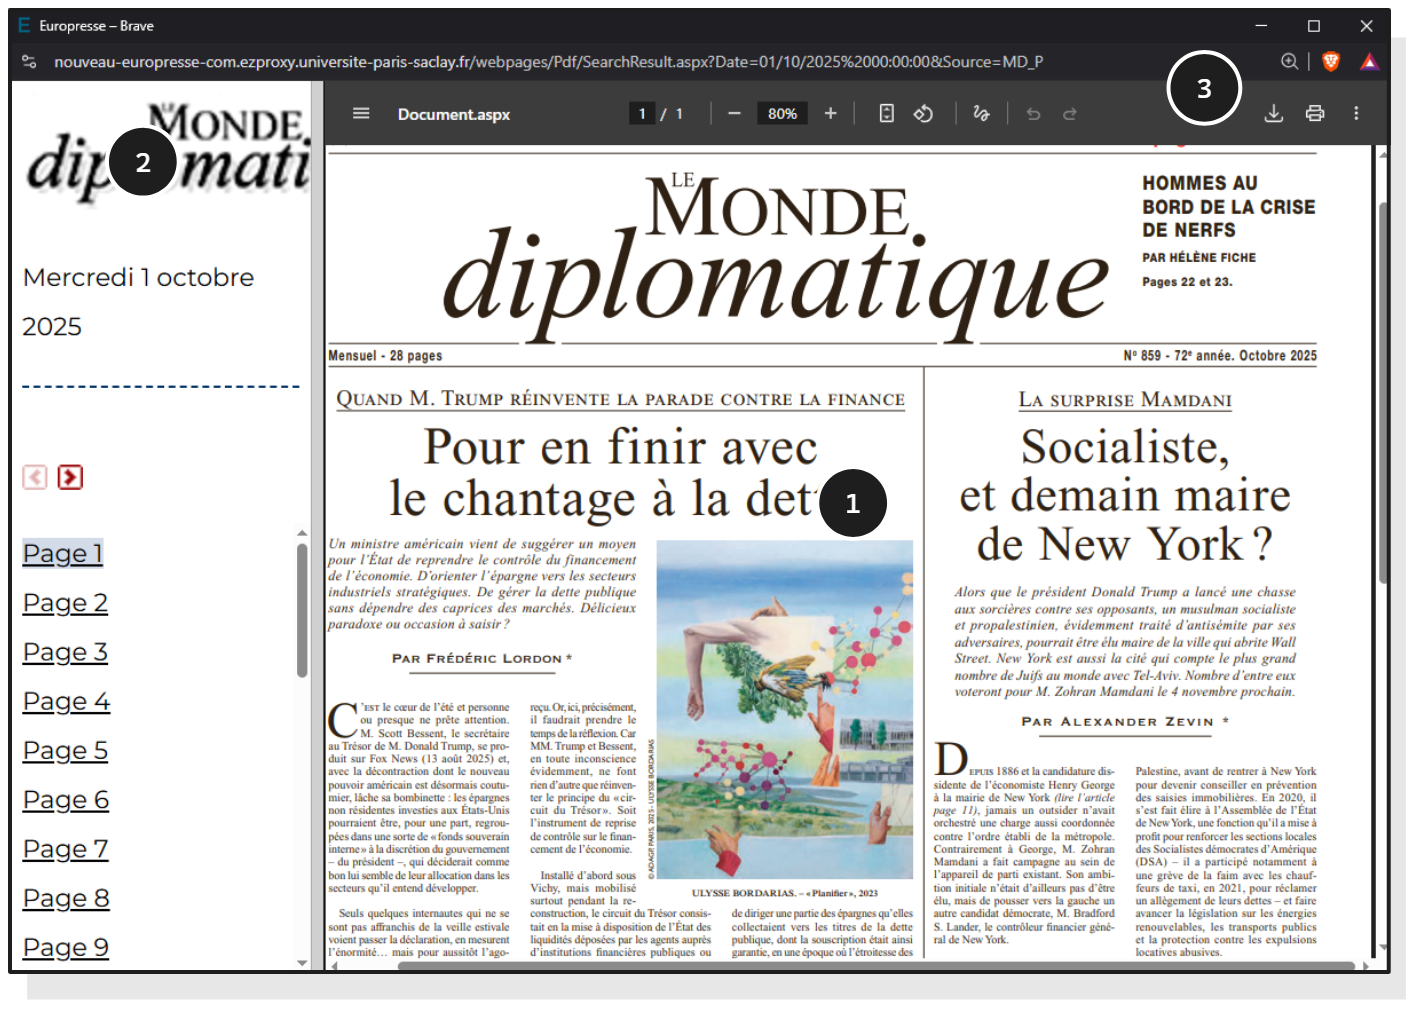 Europresse – Brave
nouveau-europresse-com.ezproxy.universite-paris-saclay.fr/webpages/Pdf/SearchResult.aspx?Date=01/10/2025%2000:00:00&Source=MD_P
3
LE
MONDE
2
Mercredi 1 octobre
2025
Page 1
Page 2
Page 3
Page 4
Page 5
Page 6
Page 7
Page 8
Page 9
Document.aspx
1 / 1
80%
LE
MONDE
diplomatique
HOMMES AU
BORD DE LA CRISE
DE NERFS
PAR HÉLÈNE FICHE
Pages 22 et 23.
Mensuel - 28 pages
Nº 859 - 72e année. Octobre 2025
QUAND M. TRUMP RÉINVENTE LA PARADE CONTRE LA FINANCE
Pour en finir avec
le chantage à la
1
Un ministre américain vient de suggérer un moyen
pour l'État de reprendre le contrôle du financement
de l'économie. D'orienter l'épargne vers les secteurs
industriels stratégiques. De gérer la dette publique
sans dépendre des caprices des marchés. Délicieux
paradoxe ou occasion à saisir ?
PAR FRÉDÉRIC LORDON *
C'EST le cœur de l'été et personne
ou presque ne prête attention.
M. Scott Bessent, le secrétaire
au Trésor de M. Donald Trump, se pro-
duit sur Fox News (13 août 2025) et,
avec la décontraction dont le nouveau
pouvoir américain est désormais coutu-
mier, lâche sa bombinette : les épargnes
non résidentes investies aux États-Unis
pourraient être, pour une part, regrou-
pées dans une sorte de « fonds souverain
interne » à la discrétion du gouvernement
– du président –, qui déciderait comme
bon lui semble de leur allocation dans les
secteurs qu'il entend développer.
Seuls quelques internautes qui ne se
sont pas affranchis de la veille estivale
voient passer la déclaration, en mesurent
l'énormité… mais pour aussitôt l'ago-
reçu. Or, ici, précisément,
il faudrait prendre le
temps de la réflexion. Car
MM. Trump et Bessent,
en toute inconscience
évidemment, ne font
rien d'autre que réinven-
ter le principe du « cir-
cuit du Trésor ». Soit
l'instrument de reprise
de contrôle sur le finan-
cement de l'économie.
Installé d'abord sous
Vichy, mais mobilisé
surtout pendant la re-
construction, le circuit du Trésor consis-
tait en la mise à disposition de l'État des
liquidités déposées par les agents auprès
d'institutions financières publiques ou
© ADAGP, PARIS, 2025 - ULYSSE BORDARIAS
ULYSSE BORDARIAS. – « Planifier », 2023
de diriger une partie des épargnes qu'elles
collectaient vers les titres de la dette
publique, dont la souscription était ainsi
garantie, en une époque où l'étroitesse des
LA SURPRISE MAMDANI
Socialiste,
et demain maire
de New York ?
Alors que le président Donald Trump a lancé une chasse
aux sorcières contre ses opposants, un musulman socialiste
et propalestinien, évidemment traité d'antisémite par ses
adversaires, pourrait être élu maire de la ville qui abrite Wall
Street. New York est aussi la cité qui compte le plus grand
nombre de Juifs au monde avec Tel-Aviv. Nombre d'entre eux
voteront pour M. Zohran Mamdani le 4 novembre prochain.
PAR ALEXANDER ZEVIN *
DEPUIS 1886 et la candidature dis-
sidente de l'économiste Henry George
à la mairie de New York (lire l'article
page 11), jamais un outsider n'avait
orchestré une charge aussi coordonnée
contre l'ordre établi de la métropole.
Contrairement à George, M. Zohran
Mamdani a fait campagne au sein de
l'appareil de parti existant. Son ambi-
tion initiale n'était d'ailleurs pas d'être
élu, mais de pousser vers la gauche un
autre candidat démocrate, M. Bradford
S. Lander, le contrôleur financier géné-
ral de New York.
Palestine, avant de rentrer à New York
pour devenir conseiller en prévention
des saisies immobilières. En 2020, il
s'est fait élire à l'Assemblée de l'État
de New York, une fonction qu'il a mise à
profit pour renforcer les sections locales
des Socialistes démocrates d'Amérique
(DSA) – il a participé notamment à
une grève de la faim avec les chauf-
feurs de taxi, en 2021, pour réclamer
un allègement de leurs dettes – et faire
avancer la législation sur les énergies
renouvelables, les transports publics
et la protection contre les expulsions
locatives abusives.